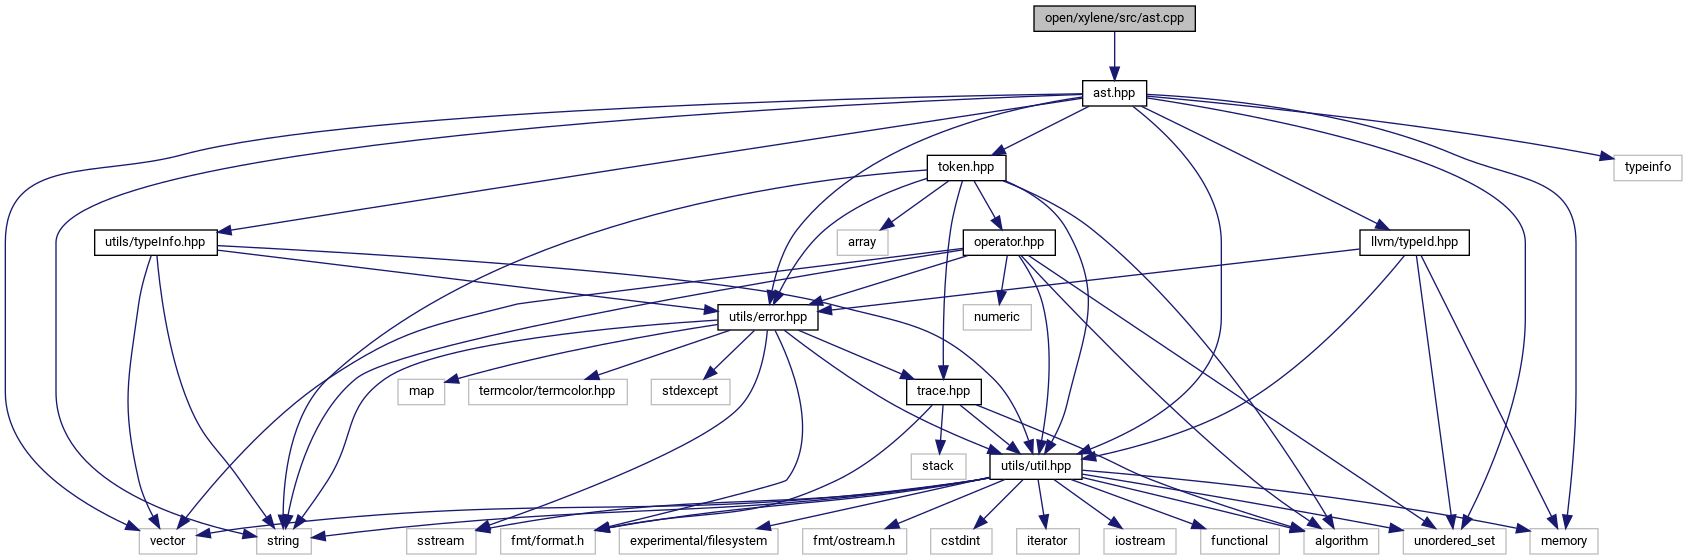 open/xylene/src/ast.cpp
ast.hpp
token.hpp
typeinfo
utils/typeInfo.hpp
array
operator.hpp
llvm/typeId.hpp
utils/error.hpp
numeric
map
termcolor/termcolor.hpp
stdexcept
trace.hpp
stack
utils/util.hpp
vector
string
sstream
fmt/format.h
experimental/filesystem
fmt/ostream.h
cstdint
iterator
iostream
functional
algorithm
unordered_set
memory